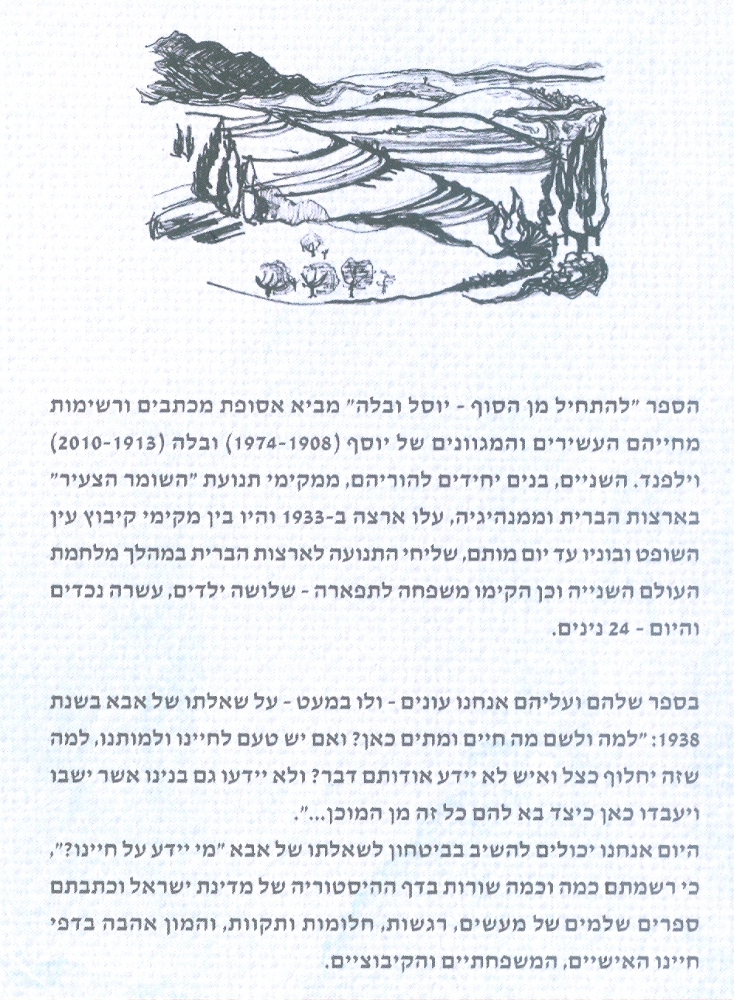 הספר "להתחיל מן הסוף - יוסל ובלה" מביא אסופת מכתבים ורשימות
מחייהם העשירים והמגוונים של יוסף (1974-1908) ובלה (2010-1913)
וילפנד. השניים, בנים יחידים להוריהם, ממקימי תנועת "השומר הצעיר"
בארצות הברית וממנהיגיה, עלו ארצה ב-1933 והיו בין מקימי קיבוץ עין
השופט ובוניו עד יום מותם, שליחי התנועה לארצות הברית במהלך מלחמת
העולם השנייה וכן הקימו משפחה לתפארה - שלושה ילדים, עשרה נכדים
והיום - 24 נינים.
בספר שלהם ועליהם אנחנו עונים - ולו במעט - על שאלתו של אבא בשנת
1938: "למה ולשם מה חיים ומתים כאן? ואם יש טעם לחיינו ולמותנו, למה
שזה יחלוף כצל ואיש לא יידע אודותם דבר? ולא יידעו גם בנינו אשר ישבו
ויעבדו כאן כיצד בא להם כל זה מן המוכן...".
היום אנחנו יכולים להשיב בביטחון לשאלתו של אבא "מי יידע על חיינו?",
כי רשמתם כמה וכמה שורות בדף ההיסטוריה של מדינת ישראל וכתבתם
ספרים שלמים של מעשים, רגשות, חלומות ותקוות, והמון אהבה בדפי
חיינו האישיים, המשפחתיים והקיבוציים.